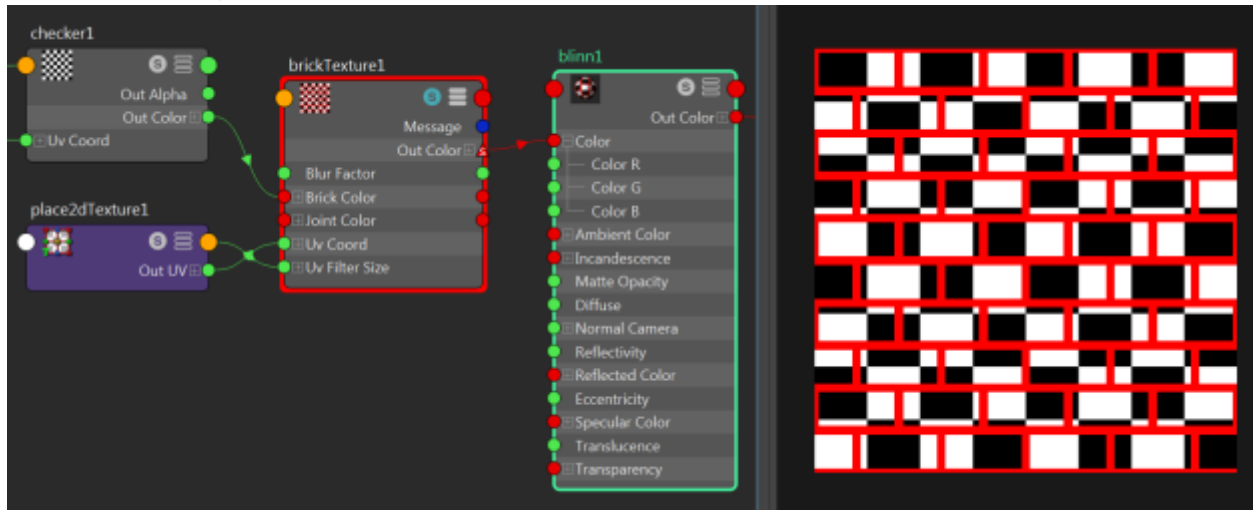 checker1
Out Alpha
Out Color
Uv Coord
place2dTexture1
Out UV
brickTexture1
Message
Out Color
Blur Factor
Brick Color
Joint Color
Uv Coord
Uv Filter Size
blinn1
Out Color
Color
Color R
Color G
Color B
Ambient Color
Incandescence
Matte Opacity
Diffuse
Normal Camera
Reflectivity
Reflected Color
Eccentricity
Specular Color
Translucence
Transparency